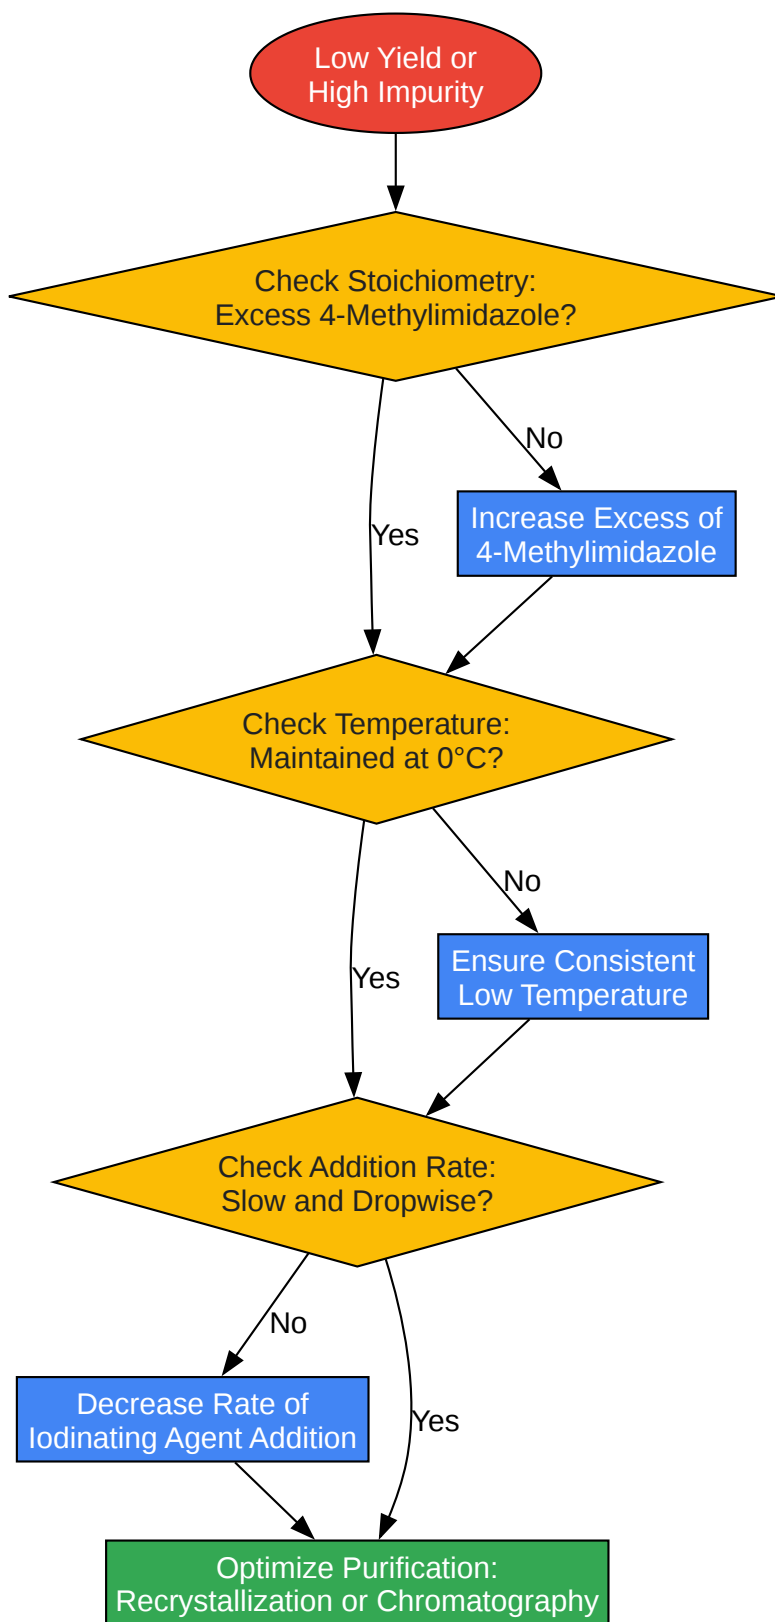 Low Yield or
High Impurity
Check Stoichiometry:
Excess 4-Methylimidazole?
No
Increase Excess of
4-Methylimidazole
Yes
Check Temperature:
Maintained at 0°C?
No
Ensure Consistent
Low Temperature
Yes
Check Addition Rate:
Slow and Dropwise?
No
Decrease Rate of
Iodinating Agent Addition
Yes
Optimize Purification:
Recrystallization or Chromatography